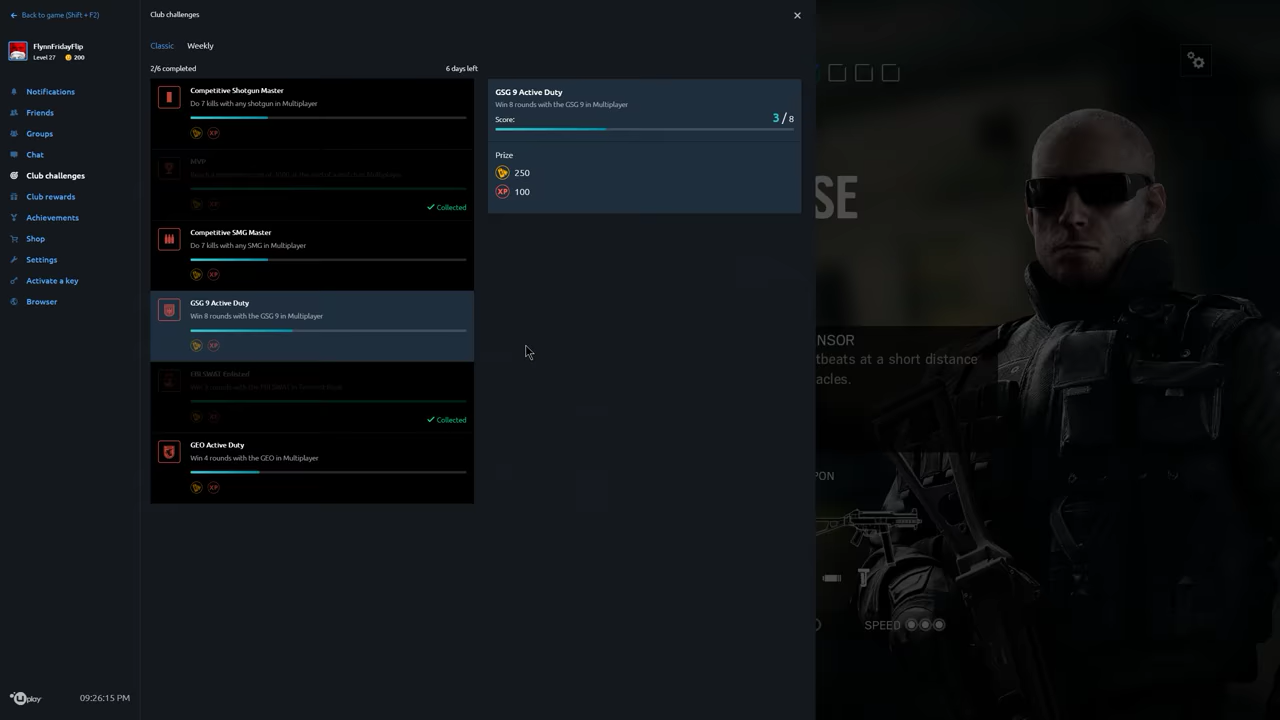 Back to game (Shift + F2)
FlynnFridayFlip
Level 27 200
Notifications
Friends
Groups
Chat
Club challenges
Club rewards
Achievements
Shop
Settings
Activate a key
Browser
uplay 09:26:15 PM
Club challenges
Classic Weekly
2/6 completed 6 days left
Competitive Shotgun Master
Do 7 kills with any shotgun in Multiplayer
XP
MVP
XP
Collected
Competitive SMG Master
Do 7 kills with any SMG in Multiplayer
XP
GSG 9 Active Duty
Win 8 rounds with the GSG 9 in Multiplayer
XP
FBI SWAT Enlisted
XP
Collected
GEO Active Duty
Win 4 rounds with the GEO in Multiplayer
XP
GSG 9 Active Duty
Win 8 rounds with the GSG 9 in Multiplayer
Score: 3 / 8
Prize
250
XP 100
SE
NSOR
tbeats at a short distance
acles.
PON
SPEED